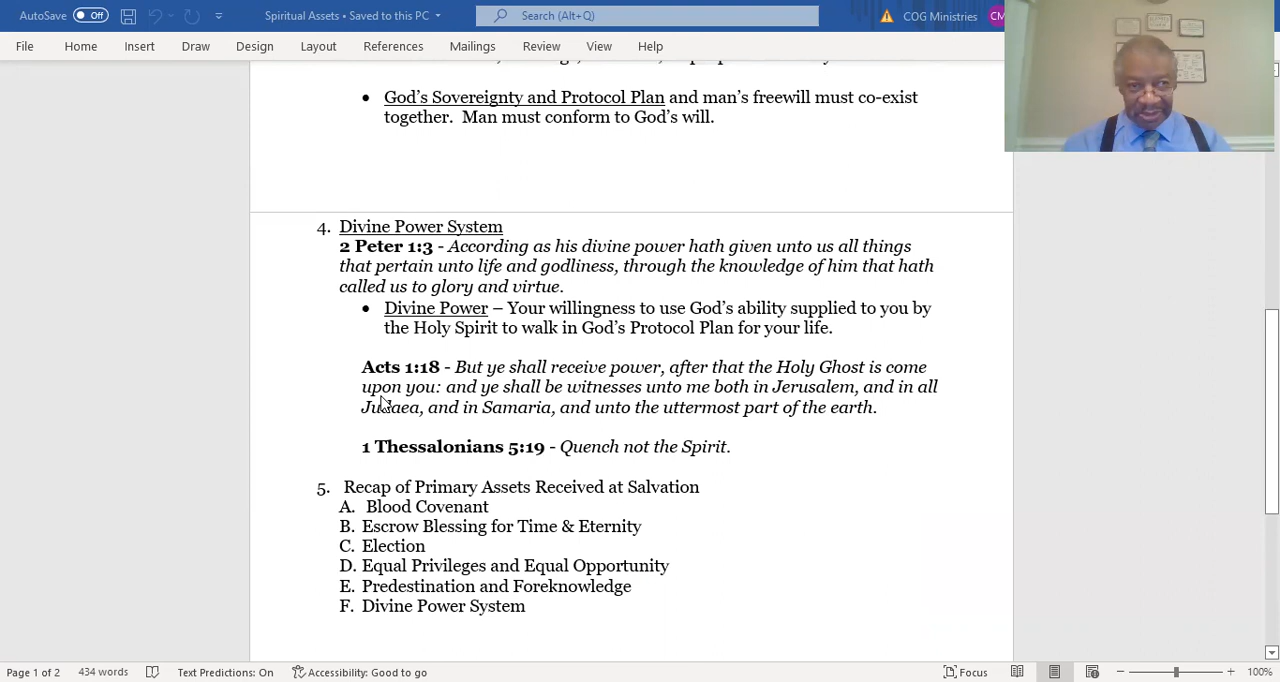 AutoSave Off Spiritual Assets • Saved to this PC Search (Alt+Q) COG Ministries CM
File Home Insert Draw Design Layout References Mailings Review View Help
• God’s Sovereignty and Protocol Plan and man’s freewill must co-exist
together. Man must conform to God’s will.
4. Divine Power System
2 Peter 1:3 - According as his divine power hath given unto us all things
that pertain unto life and godliness, through the knowledge of him that hath
called us to glory and virtue.
• Divine Power – Your willingness to use God’s ability supplied to you by
the Holy Spirit to walk in God’s Protocol Plan for your life.
Acts 1:18 - But ye shall receive power, after that the Holy Ghost is come
upon you: and ye shall be witnesses unto me both in Jerusalem, and in all
Judaea, and in Samaria, and unto the uttermost part of the earth.
1 Thessalonians 5:19 - Quench not the Spirit.
5. Recap of Primary Assets Received at Salvation
A. Blood Covenant
B. Escrow Blessing for Time & Eternity
C. Election
D. Equal Privileges and Equal Opportunity
E. Predestination and Foreknowledge
F. Divine Power System
Page 1 of 2 434 words Text Predictions: On Accessibility: Good to go Focus 100%